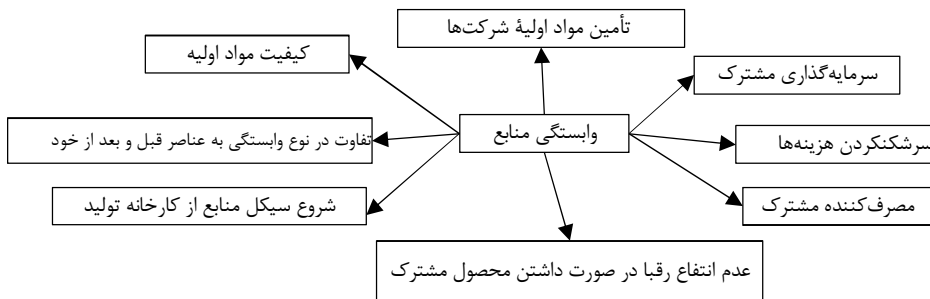 تأمین مواد اولیۀ شرکت‌ها
کیفیت مواد اولیه
سرمایه‌گذاری مشترک
وابستگی منابع
تفاوت در نوع وابستگی به عناصر قبل و بعد از خود
سرشکنکردن هزینه‌ها
شروع سیکل منابع از کارخانه تولید
مصرف‌کننده مشترک
عدم انتفاع رقبا در صورت داشتن محصول مشترک